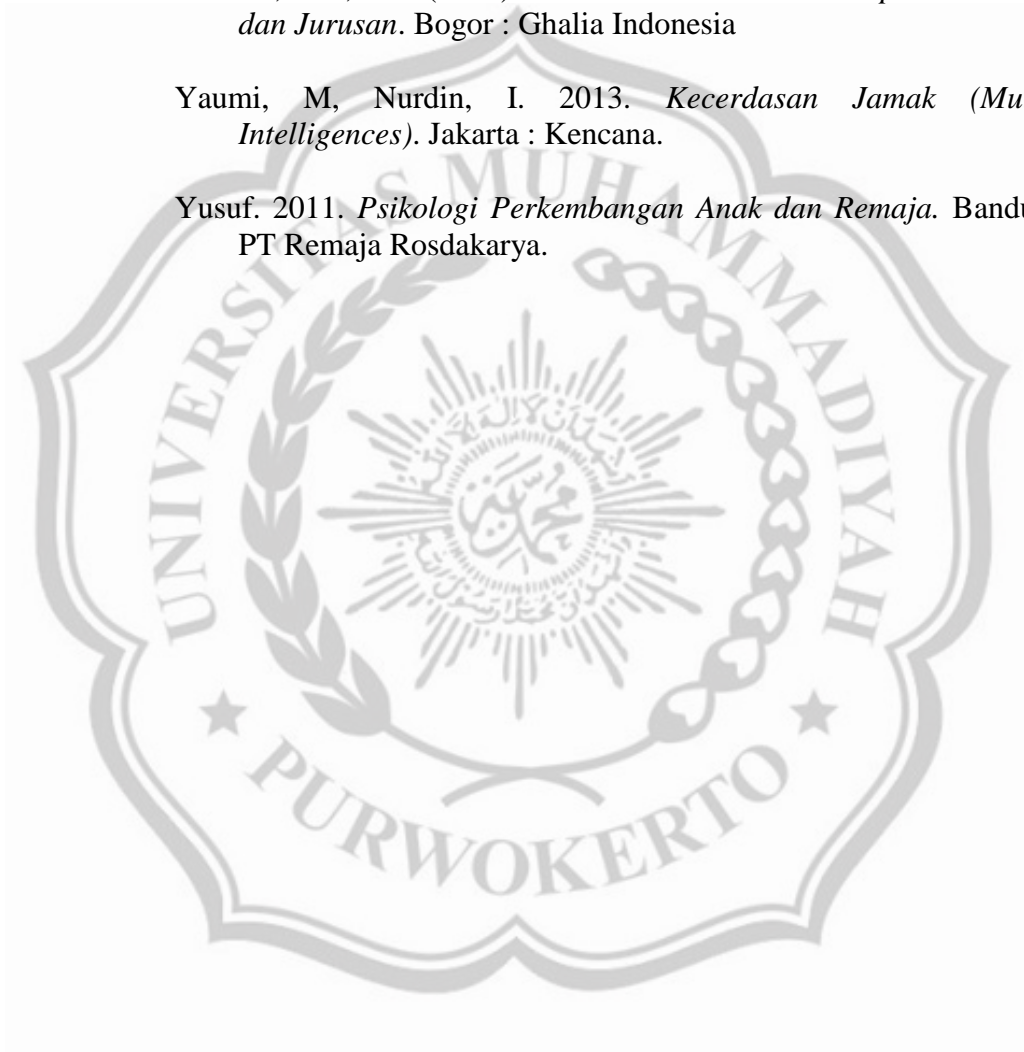 dan Jurusan. Bogor : Ghalia Indonesia
Yaumi, M, Nurdin, I. 2013. Kecerdasan Jamak (Mu
Intelligences). Jakarta : Kencana.
Yusuf. 2011. Psikologi Perkembangan Anak dan Remaja. Bandu
PT Remaja Rosdakarya.
UNIVERSITAS MUHAMMADIYAH
PURWOKERTO